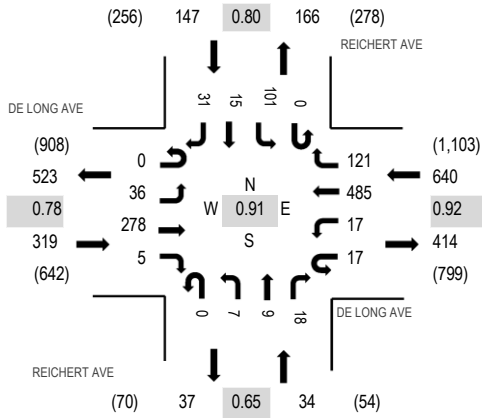 (256) 147 0.80 166 (278)
REICHERT AVE
31 15 101 0
DE LONG AVE
(908) (1,103)
0 121
523 640
36 N 485
0.78 W 0.91 E 0.92
278 17
319 S 414
5 17
(642) (799)
0 7 9 18
DE LONG AVE
REICHERT AVE
(70) 37 0.65 34 (54)